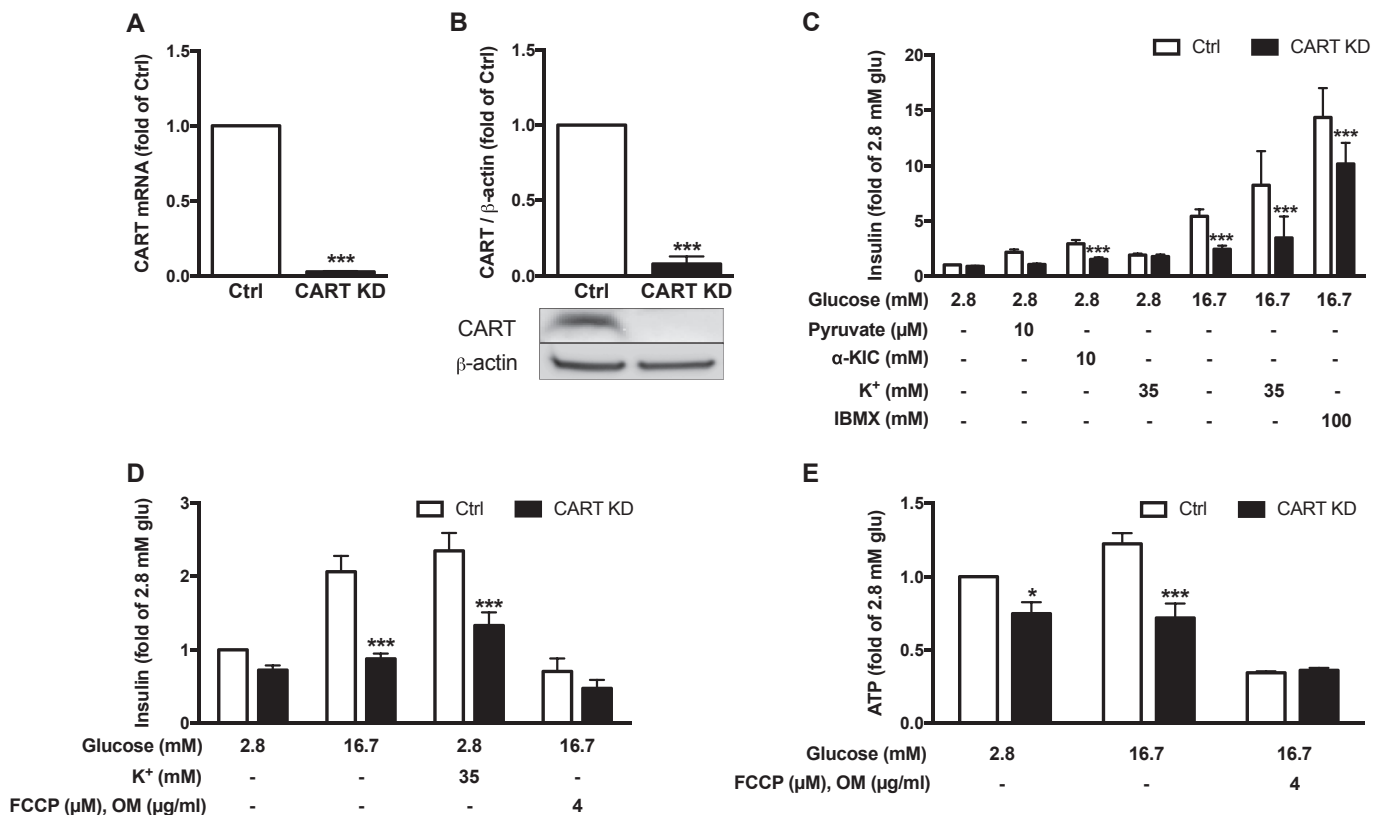 A
CART mRNA (fold of Ctrl)
1.5
1.0
0.5
0.0
***
Ctrl CART KD
B
CART / β-actin (fold of Ctrl)
1.5
1.0
0.5
0.0
***
Ctrl CART KD
CART
β-actin
C
Ctrl CART KD
Insulin (fold of 2.8 mM glu)
20
15
10
5
0
*** *** *** ***
Glucose (mM) 2.8 2.8 2.8 2.8 16.7 16.7 16.7
Pyruvate (µM) - 10 - - - - -
α-KIC (mM) - - 10 - - - -
K+ (mM) - - - 35 - 35 -
IBMX (mM) - - - - - - 100
D
Ctrl CART KD
Insulin (fold of 2.8 mM glu)
3
2
1
0
*** ***
Glucose (mM) 2.8 16.7 2.8 16.7
K+ (mM) - - 35 -
FCCP (µM), OM (µg/ml) - - - 4
E
Ctrl CART KD
ATP (fold of 2.8 mM glu)
1.5
1.0
0.5
0.0
* ***
Glucose (mM) 2.8 16.7 16.7
FCCP (µM), OM (µg/ml) - - 4